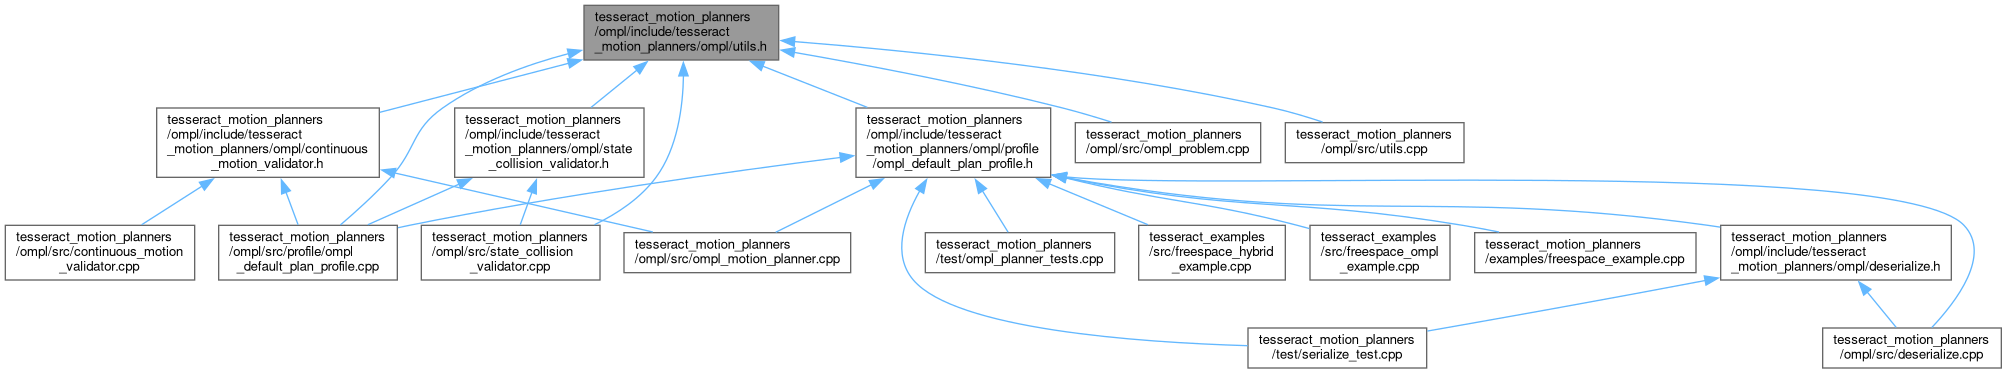 tesseract_motion_planners
/ompl/include/tesseract
_motion_planners/ompl/utils.h
tesseract_motion_planners
/ompl/include/tesseract
_motion_planners/ompl/continuous
_motion_validator.h
tesseract_motion_planners
/ompl/include/tesseract
_motion_planners/ompl/state
_collision_validator.h
tesseract_motion_planners
/ompl/include/tesseract
_motion_planners/ompl/profile
/ompl_default_plan_profile.h
tesseract_motion_planners
/ompl/src/ompl_problem.cpp
tesseract_motion_planners
/ompl/src/utils.cpp
tesseract_motion_planners
/ompl/src/continuous_motion
_validator.cpp
tesseract_motion_planners
/ompl/src/profile/ompl
_default_plan_profile.cpp
tesseract_motion_planners
/ompl/src/state_collision
_validator.cpp
tesseract_motion_planners
/ompl/src/ompl_motion_planner.cpp
tesseract_motion_planners
/test/ompl_planner_tests.cpp
tesseract_examples
/src/freespace_hybrid
_example.cpp
tesseract_examples
/src/freespace_ompl
_example.cpp
tesseract_motion_planners
/examples/freespace_example.cpp
tesseract_motion_planners
/ompl/include/tesseract
_motion_planners/ompl/deserialize.h
tesseract_motion_planners
/test/serialize_test.cpp
tesseract_motion_planners
/ompl/src/deserialize.cpp